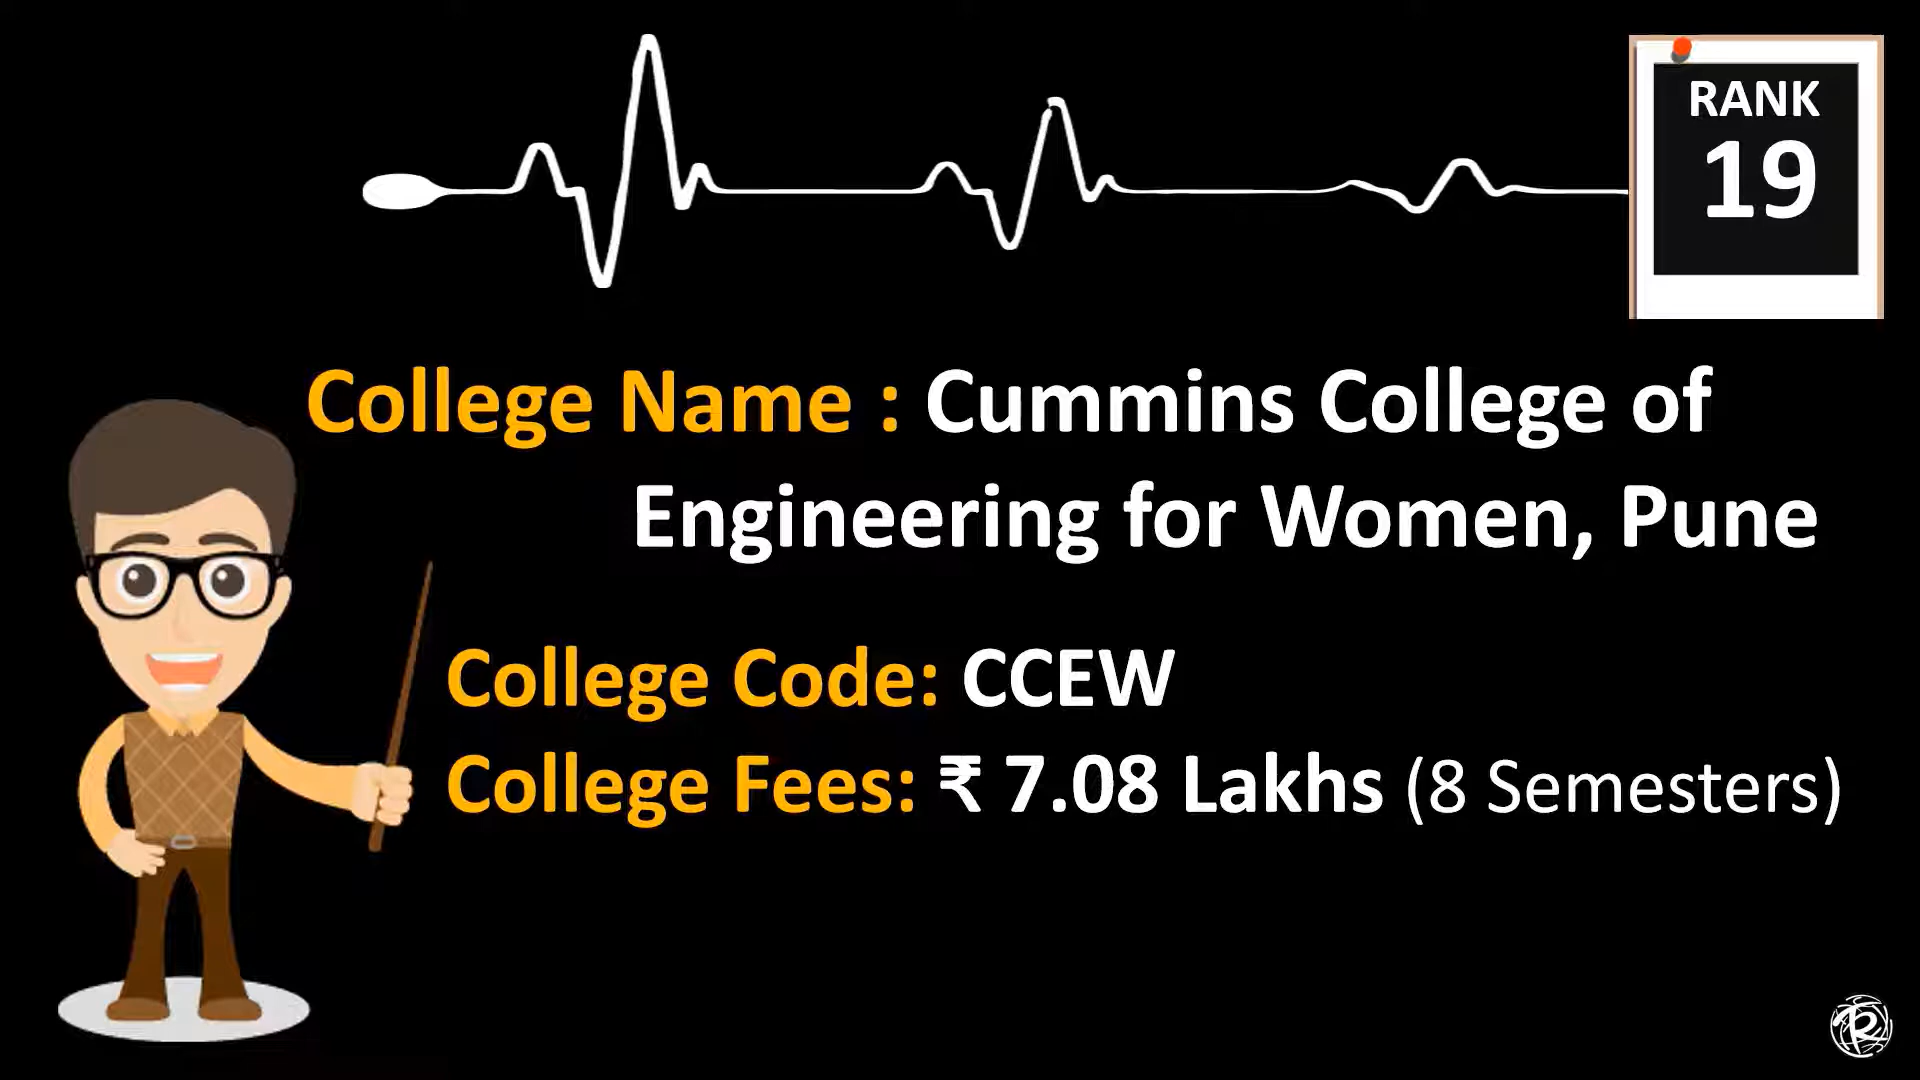 RANK
19
College Name : Cummins College of
Engineering for Women, Pune
College Code: CCEW
College Fees: ₹ 7.08 Lakhs (8 Semesters)